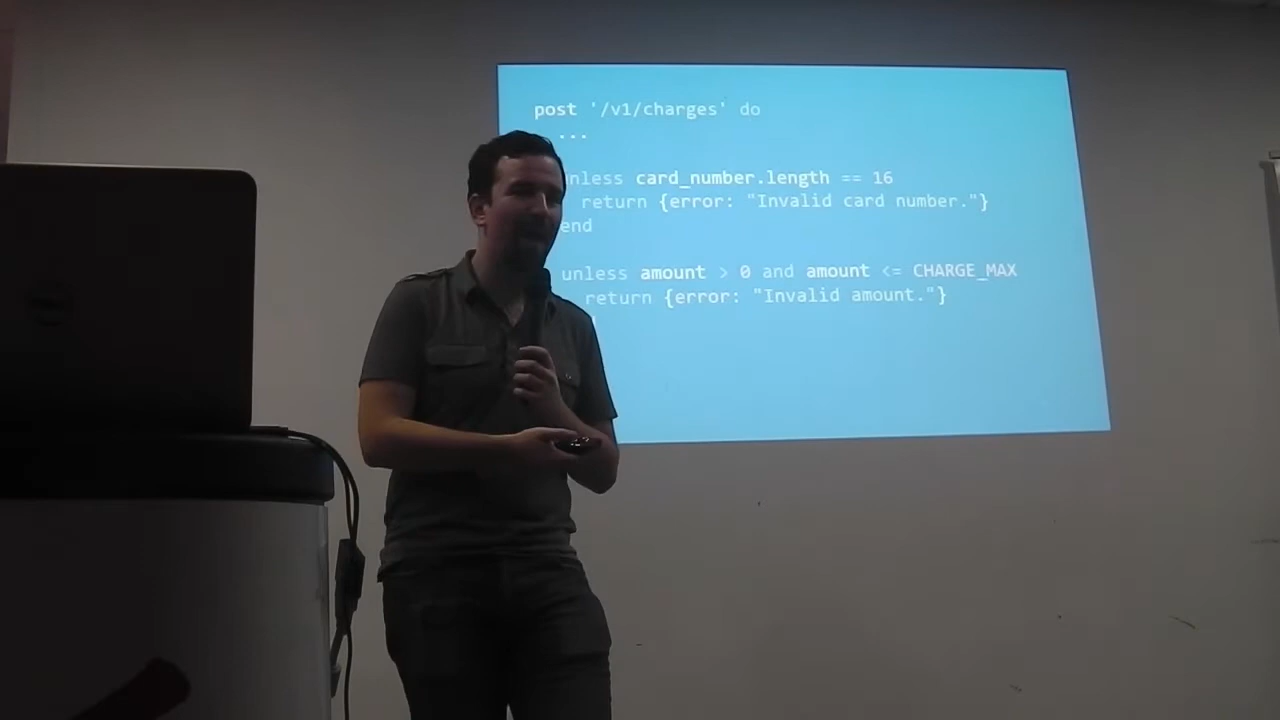 post '/v1/charges' do
...
nless card_number.length == 16
return {error: "Invalid card number."}
end
unless amount > 0 and amount <= CHARGE_MAX
return {error: "Invalid amount."}